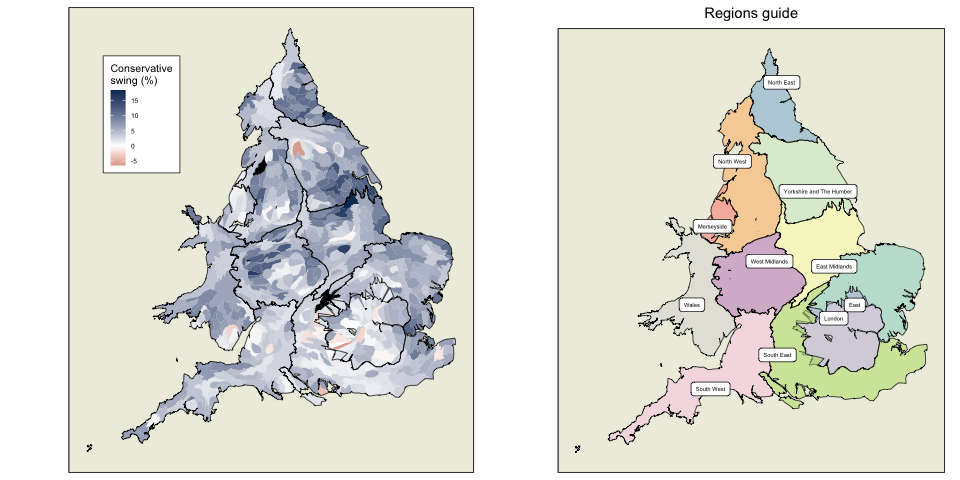 Regions guide
Conservative
swing (%)
15
10
5
0
-5
North East
North West
Yorkshire and The Humber
Merseyside
West Midlands
East Midlands
Wales
East
London
South East
South West